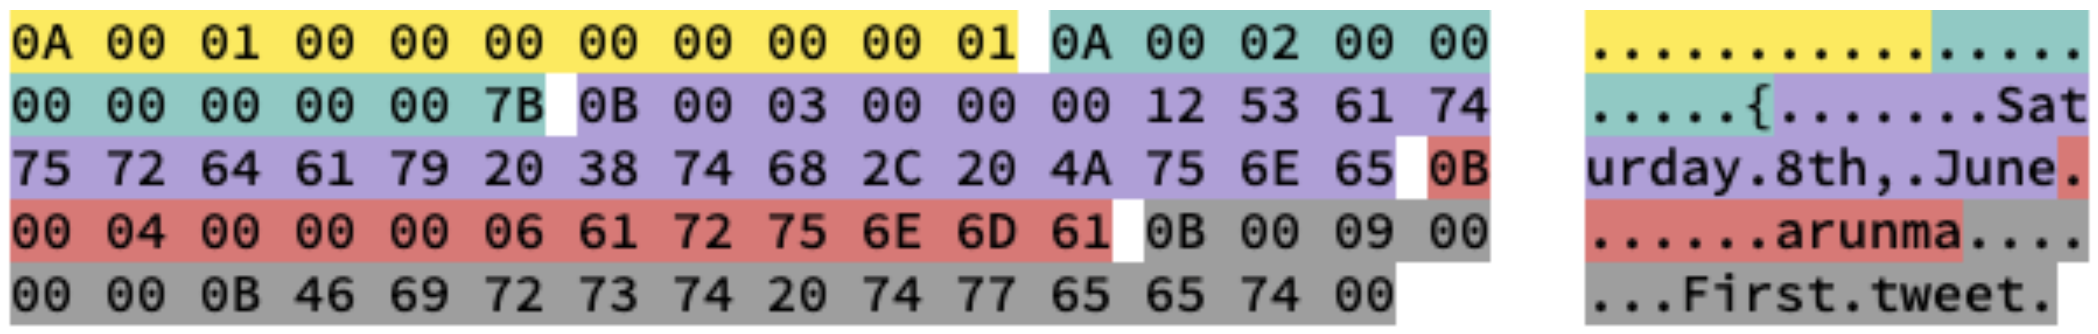 0A 00 01 00 00 00 00 00 00 00 01 0A 00 02 00 00 ................
00 00 00 00 00 7B 0B 00 03 00 00 00 12 53 61 74 .....{.......Sat
75 72 64 61 79 20 38 74 68 2C 20 4A 75 6E 65 0B urday.8th,.June.
00 04 00 00 00 06 61 72 75 6E 6D 61 0B 00 09 00 ......arunma....
00 00 0B 46 69 72 73 74 20 74 77 65 65 74 00 ...First.tweet.